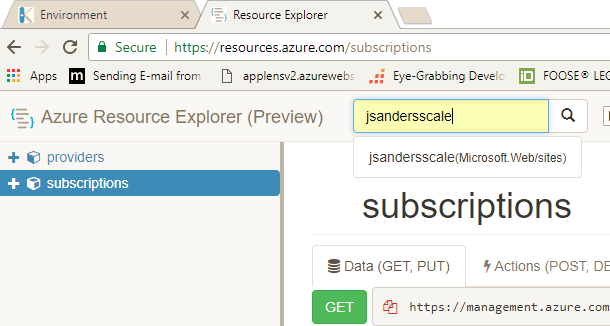 Environment
Resource Explorer
Secure
https://resources.azure.com/subscriptions
Apps
m
Sending E-mail from
applensv2.azurewebs
Eye-Grabbing Develo
iD
FOOSE® LEG
Azure Resource Explorer (Preview)
jsandersscale
jsandersscale(Microsoft.Web/sites)
providers
subscriptions
subscriptions
Data (GET, PUT)
Actions (POST, DE
GET
https://management.azure.com